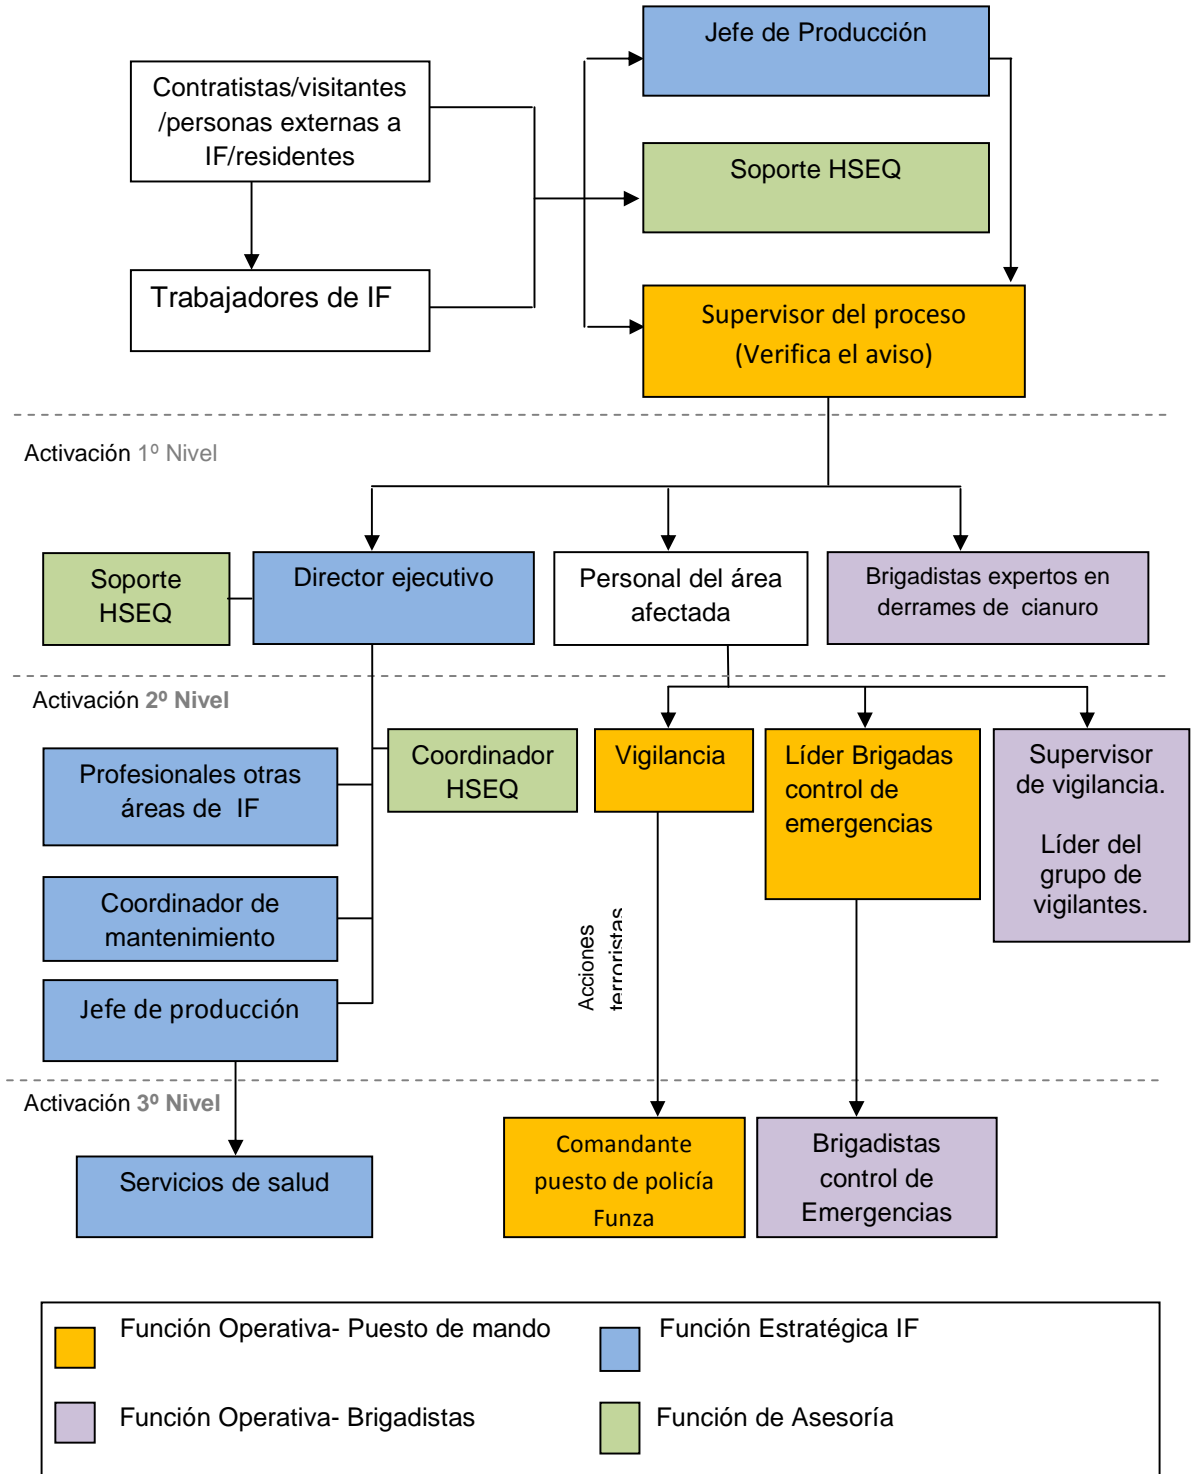 Jefe de Producción
Contratistas/visitantes
/personas externas a
IF/residentes
Soporte HSEQ
Trabajadores de IF
Supervisor del proceso
(Verifica el aviso)
Activación 1º Nivel
Soporte
HSEQ
Director ejecutivo
Personal del área
afectada
Brigadistas expertos en
derrames de cianuro
Activación 2º Nivel
Profesionales otras
áreas de IF
Coordinador
HSEQ
Vigilancia
Líder Brigadas
control de
emergencias
Supervisor
de vigilancia.
Líder del
grupo de
vigilantes.
Coordinador de
mantenimiento
Acciones
terroristas
Jefe de producción
Activación 3º Nivel
Servicios de salud
Comandante
puesto de policía
Funza
Brigadistas
control de
Emergencias
Función Operativa- Puesto de mando
Función Estratégica IF
Función Operativa- Brigadistas
Función de Asesoría